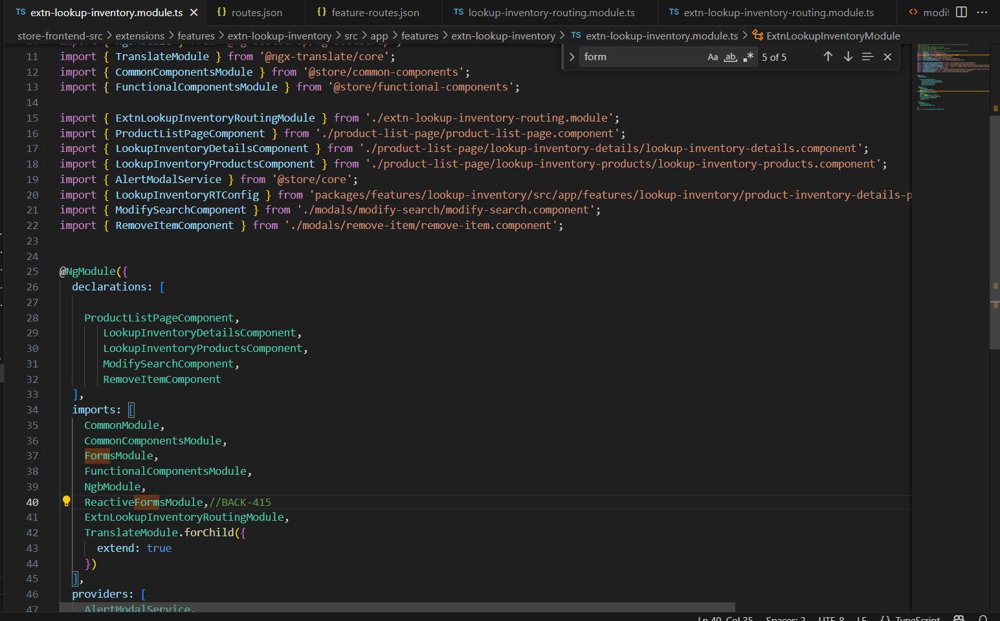 TS extn-lookup-inventory.module.ts
{} routes.json
{} feature-routes.json
TS lookup-inventory-routing.module.ts
TS extn-lookup-inventory-routing.module.ts
<> modif
store-frontend-src > extensions > features > extn-lookup-inventory > src > app > features > extn-lookup-inventory > TS extn-lookup-inventory.module.ts > ExtnLookupInventoryModule
form
Aa ab .* 5 of 5
11 import { TranslateModule } from '@ngx-translate/core';
12 import { CommonComponentsModule } from '@store/common-components';
13 import { FunctionalComponentsModule } from '@store/functional-components';
14
15 import { ExtnLookupInventoryRoutingModule } from './extn-lookup-inventory-routing.module';
16 import { ProductListPageComponent } from './product-list-page/product-list-page.component';
17 import { LookupInventoryDetailsComponent } from './product-list-page/lookup-inventory-details/lookup-inventory-details.component';
18 import { LookupInventoryProductsComponent } from './product-list-page/lookup-inventory-products/lookup-inventory-products.component';
19 import { AlertModalService } from '@store/core';
20 import { LookupInventoryRTConfig } from 'packages/features/lookup-inventory/src/app/features/lookup-inventory/product-inventory-details-p
21 import { ModifySearchComponent } from './modals/modify-search/modify-search.component';
22 import { RemoveItemComponent } from './modals/remove-item/remove-item.component';
23
24
25 @NgModule({
26 declarations: [
27
28 ProductListPageComponent,
29 LookupInventoryDetailsComponent,
30 LookupInventoryProductsComponent,
31 ModifySearchComponent,
32 RemoveItemComponent
33 ],
34 imports: [
35 CommonModule,
36 CommonComponentsModule,
37 FormsModule,
38 FunctionalComponentsModule,
39 NgbModule,
40 ReactiveFormsModule,//BACK-415
41 ExtnLookupInventoryRoutingModule,
42 TranslateModule.forChild({
43 extend: true
44 })
45 ],
46 providers: [
47 AlertModalService,
Ln 40, Col 35 Spaces: 2 UTF-8 LF {} TypeScript